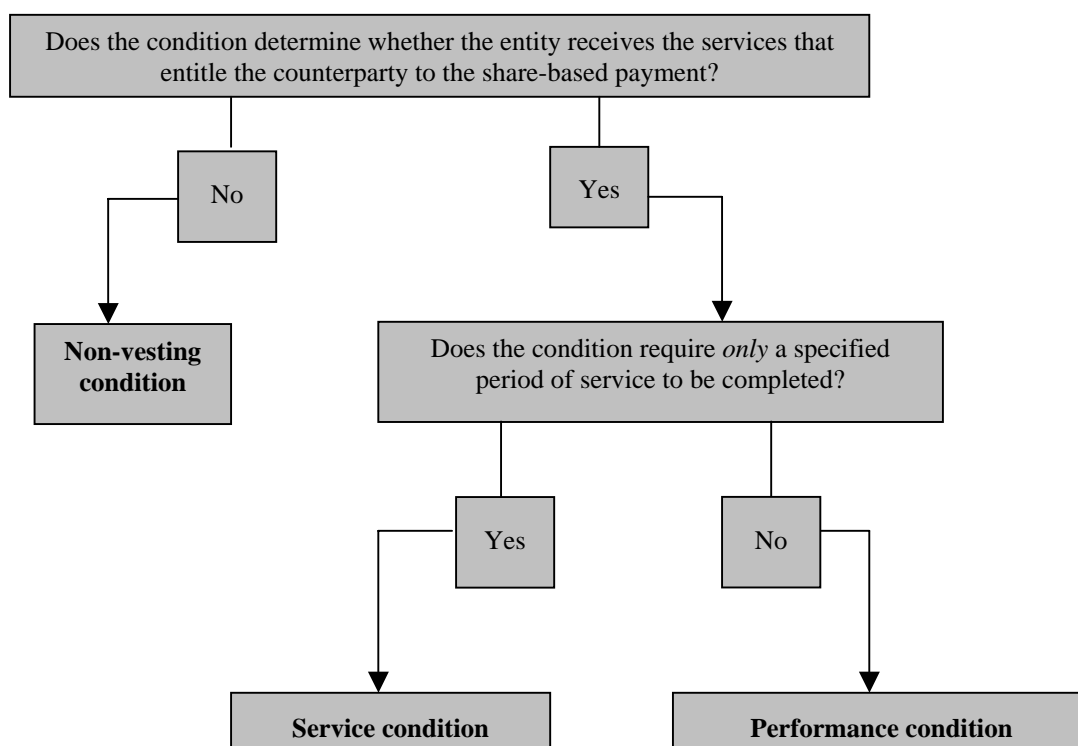 Does the condition determine whether the entity receives the services that
entitle the counterparty to the share-based payment?
No
Yes
Non-vesting
condition
Does the condition require only a specified
period of service to be completed?
Yes
No
Service condition
Performance condition